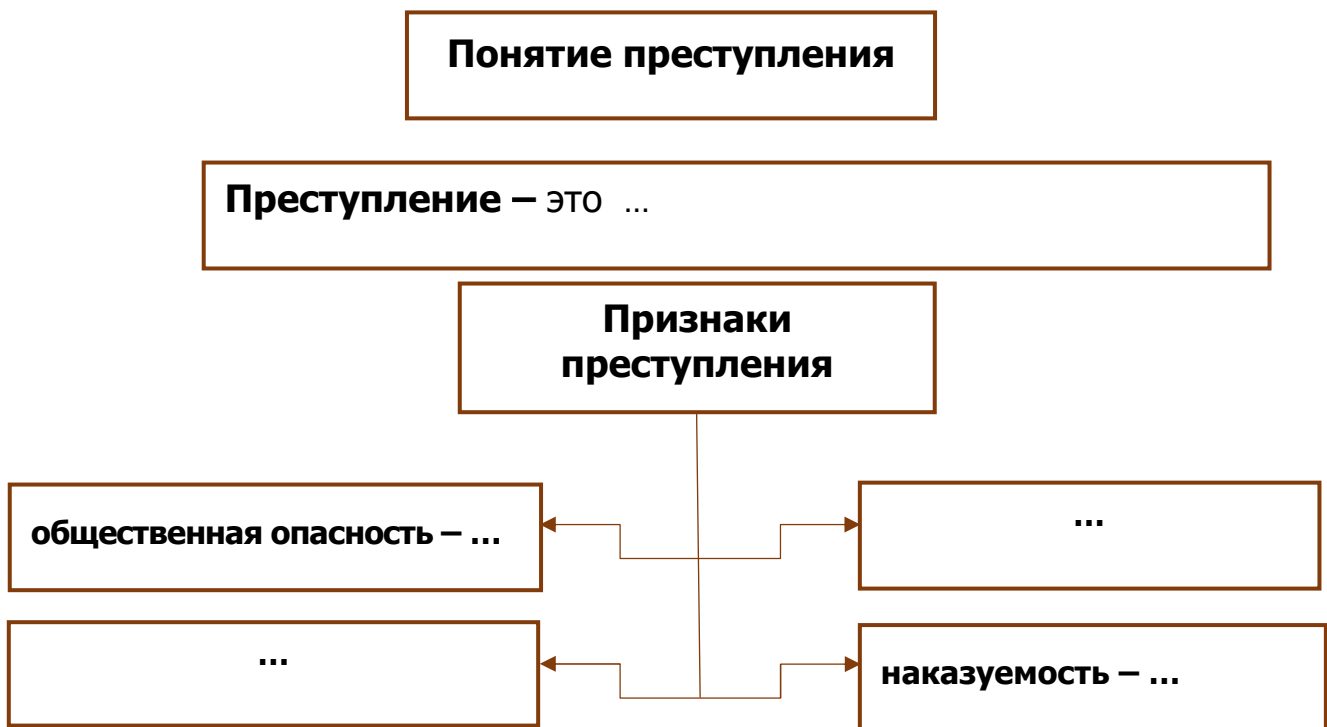 Понятие преступления
Преступление – это ...
Признаки
преступления
общественная опасность – ...
...
...
наказуемость – ...